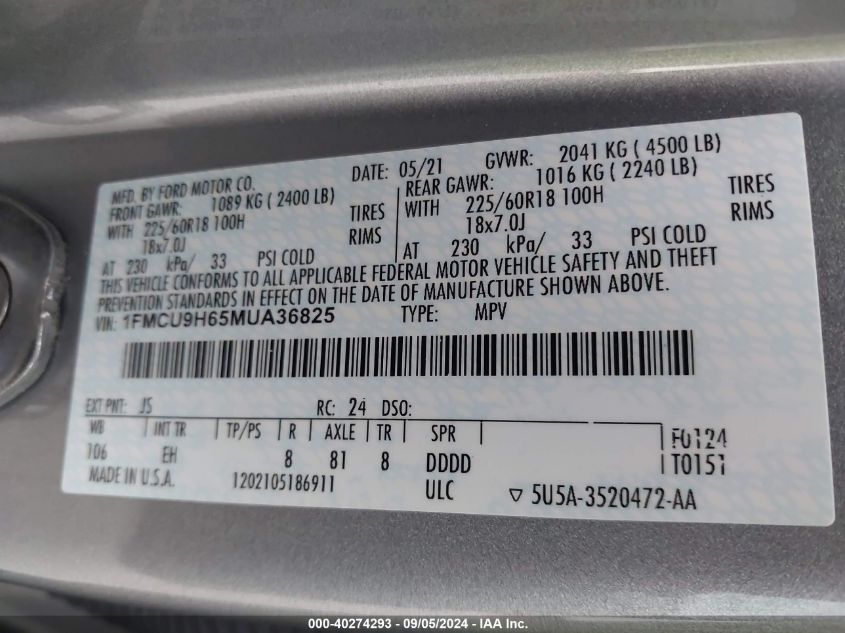 MFD. BY FORD MOTOR CO. DATE: 05/21 GVWR: 2041 KG ( 4500 LB)
FRONT GAWR: 1089 KG ( 2400 LB) REAR GAWR: 1016 KG ( 2240 LB)
WITH 225/60R18 100H TIRES WITH 225/60R18 100H TIRES
18x7.0J RIMS 18x7.0J RIMS
AT 230 kPa/ 33 PSI COLD AT 230 kPa/ 33 PSI COLD
THIS VEHICLE CONFORMS TO ALL APPLICABLE FEDERAL MOTOR VEHICLE SAFETY AND THEFT
PREVENTION STANDARDS IN EFFECT ON THE DATE OF MANUFACTURE SHOWN ABOVE.
VIN: 1FMCU9H65MUA36825 TYPE: MPV
EXT PNT: JS RC: 24 DSO:
WB INT TR TP/PS R AXLE TR SPR F0124
106 EH 8 81 8 DDDD T0151
MADE IN U.S.A. 1202105186911 ULC ▽ 5U5A-3520472-AA
000-40274293 - 09/05/2024 - IAA Inc.